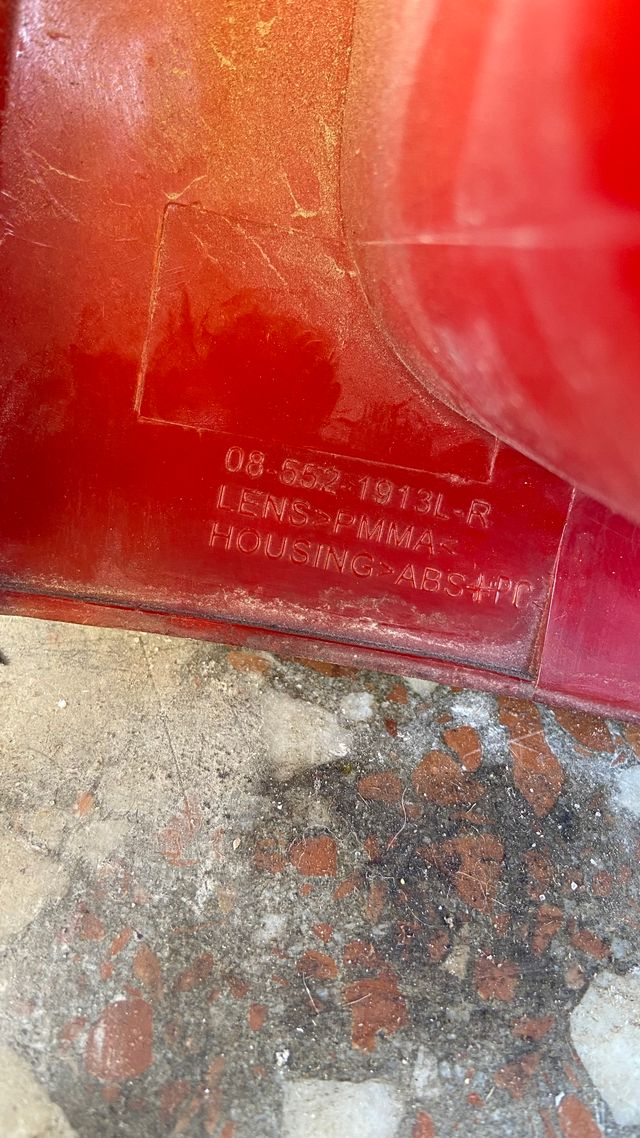 08-552-1913L-R
LENS>PMMA<
HOUSING>ABS+PC